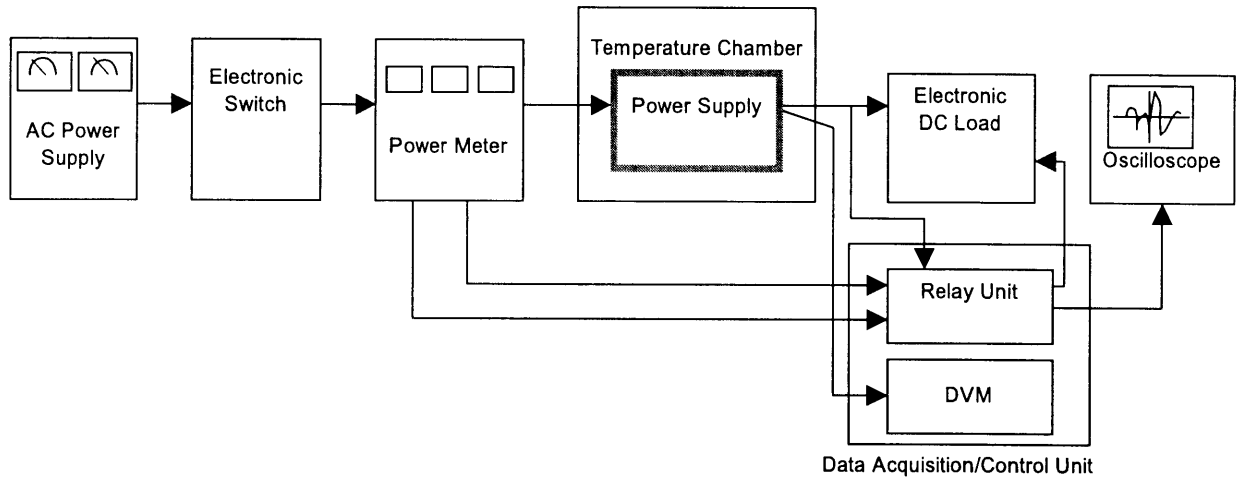 AC Power
Supply
Electronic
Switch
Power Meter
Temperature Chamber
Power Supply
Electronic
DC Load
Oscilloscope
Relay Unit
DVM
Data Acquisition/Control Unit